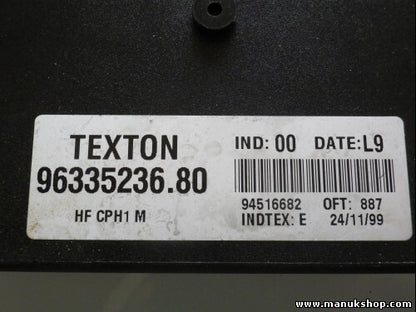 TEXTON IND: 00 DATE: L9
96335236.80
94516682 OFT: 887
HF CPH1 M INDTEX: E 24/11/99
www.manukshop.com